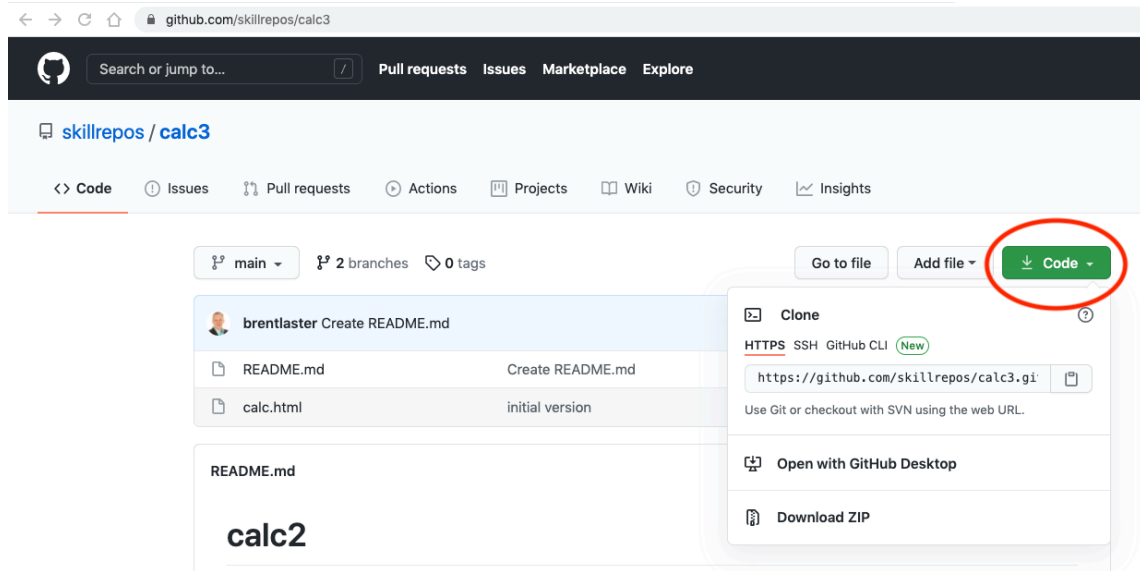 github.com/skillrepos/calc3
Search or jump to... /
Pull requests Issues Marketplace Explore
skillrepos / calc3
<> Code Issues Pull requests Actions Projects Wiki Security Insights
main 2 branches 0 tags Go to file Add file Code
brentlaster Create README.md
Clone
HTTPS SSH GitHub CLI New
README.md Create README.md
https://github.com/skillrepos/calc3.gi
calc.html initial version
Use Git or checkout with SVN using the web URL.
README.md
Open with GitHub Desktop
Download ZIP
calc2